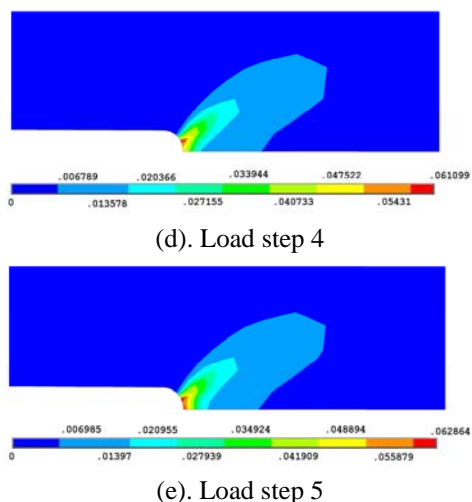 .006789 .020366 .033944 .047522 .061099
0 .013578 .027155 .040733 .05431
(d). Load step 4
.006985 .020955 .034924 .048894 .062864
0 .01397 .027939 .041909 .055879
(e). Load step 5